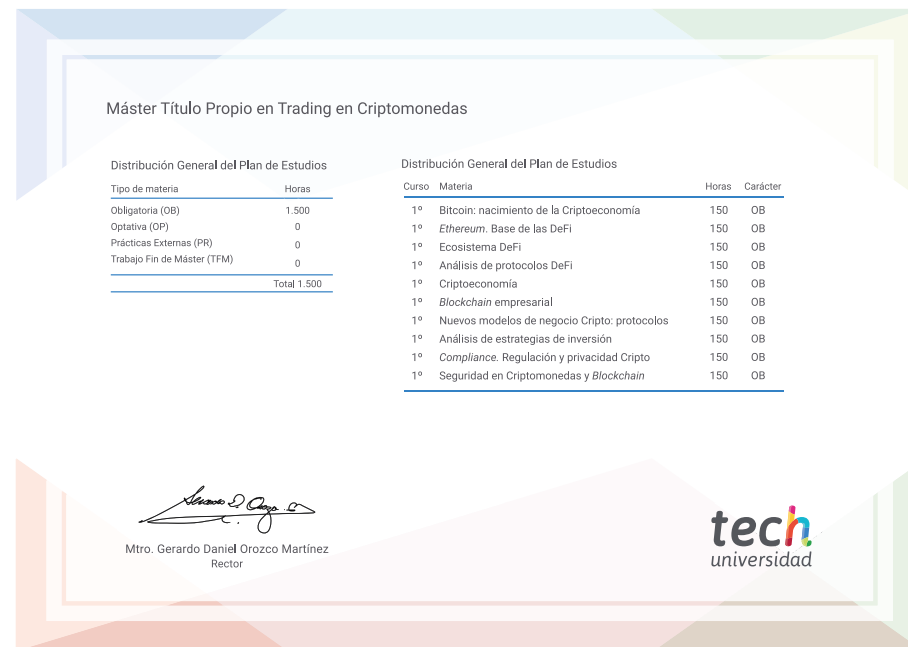 Máster Título Propio en Trading en Criptomonedas
Distribución General del Plan de Estudios
Tipo de materia Horas
Obligatoria (OB) 1.500
Optativa (OP) 0
Prácticas Externas (PR) 0
Trabajo Fin de Máster (TFM) 0
Total 1.500
Distribución General del Plan de Estudios
Curso Materia Horas Carácter
1º Bitcoin: nacimiento de la Criptoeconomía 150 OB
1º Ethereum. Base de las DeFi 150 OB
1º Ecosistema DeFi 150 OB
1º Análisis de protocolos DeFi 150 OB
1º Criptoeconomía 150 OB
1º Blockchain empresarial 150 OB
1º Nuevos modelos de negocio Cripto: protocolos 150 OB
1º Análisis de estrategias de inversión 150 OB
1º Compliance. Regulación y privacidad Cripto 150 OB
1º Seguridad en Criptomonedas y Blockchain 150 OB
Mtro. Gerardo Daniel Orozco Martínez
Rector
tech
universidad